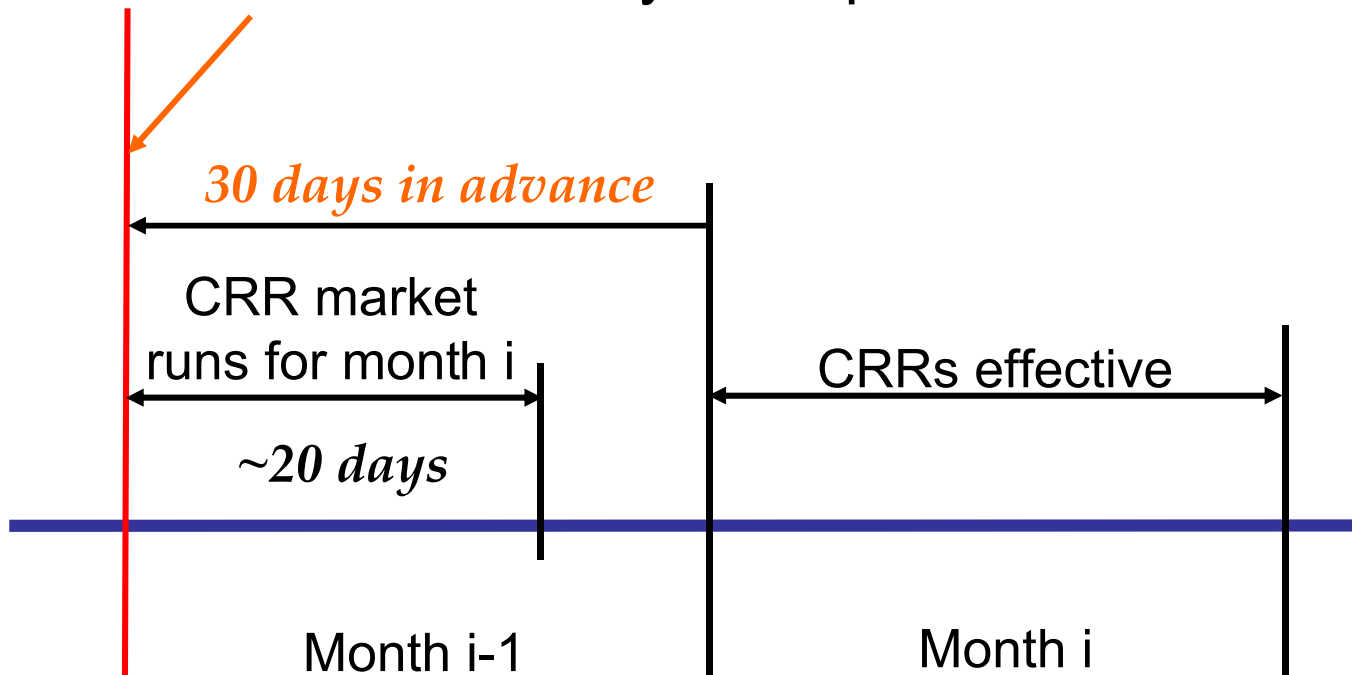 30 days in advance
CRR market
runs for month i
CRRs effective
~20 days
Month i-1
Month i